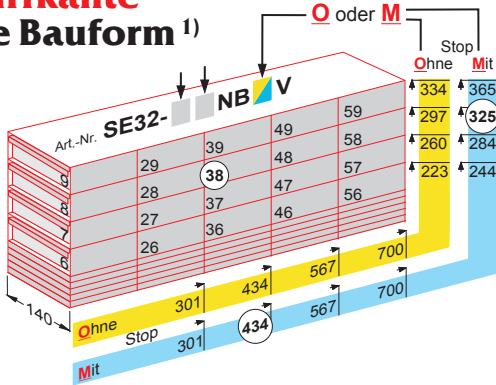 e Bauform 1)
O oder M
Stop
Ohne Mit
Art.-Nr. SE32- NB V
334 365
297 325
260 284
223 244
9 29 39 49 59
8 28 38 48 58
7 27 37 47 57
6 26 36 46 56
140
Ohne 301 434 567 700
Stop
Mit 301 434 567 700